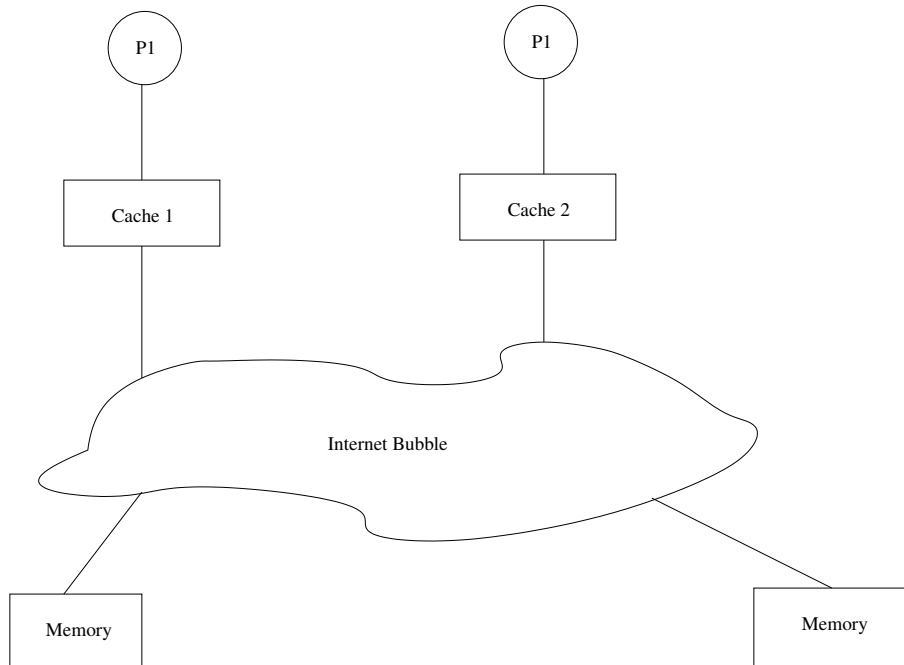 P1
P1
Cache 1
Cache 2
Internet Bubble
Memory
Memory